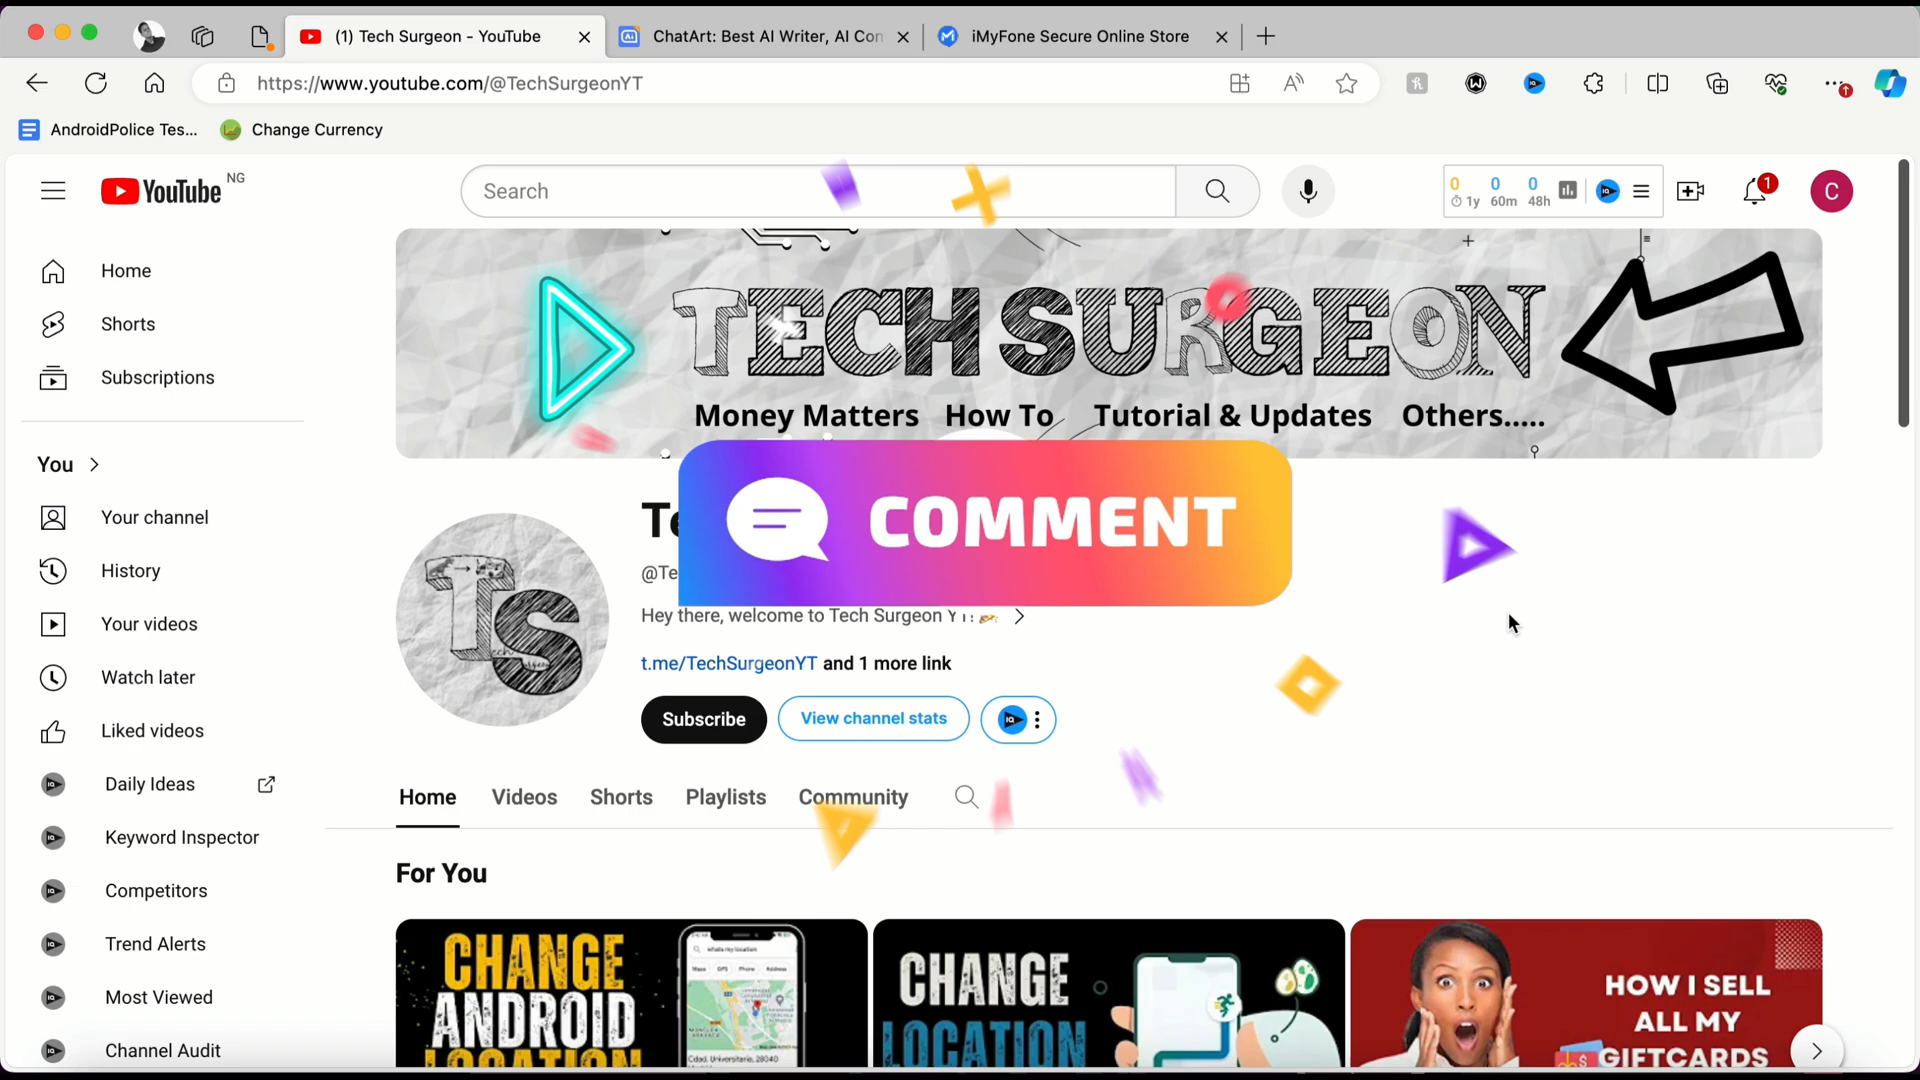 (1) Tech Surgeon - YouTube
ChatArt: Best AI Writer, AI Con
iMyFone Secure Online Store
https://www.youtube.com/@TechSurgeonYT
AndroidPolice Tes...
Change Currency
YouTube NG
Search
0 0 0
1y 60m 48h
1
C
Home
Shorts
Subscriptions
You
Your channel
History
Your videos
Watch later
Liked videos
Daily Ideas
Keyword Inspector
Competitors
Trend Alerts
Most Viewed
Channel Audit
TECH SURGEON
Money Matters How To Tutorial & Updates Others.....
COMMENT
TS
@Te
Hey there, welcome to Tech Surgeon
t.me/TechSurgeonYT and 1 more link
Subscribe
View channel stats
Home
Videos
Shorts
Playlists
Community
For You
CHANGE
ANDROID
LOCATION
CHANGE
LOCATION
HOW I SELL
ALL MY
GIFTCARDS